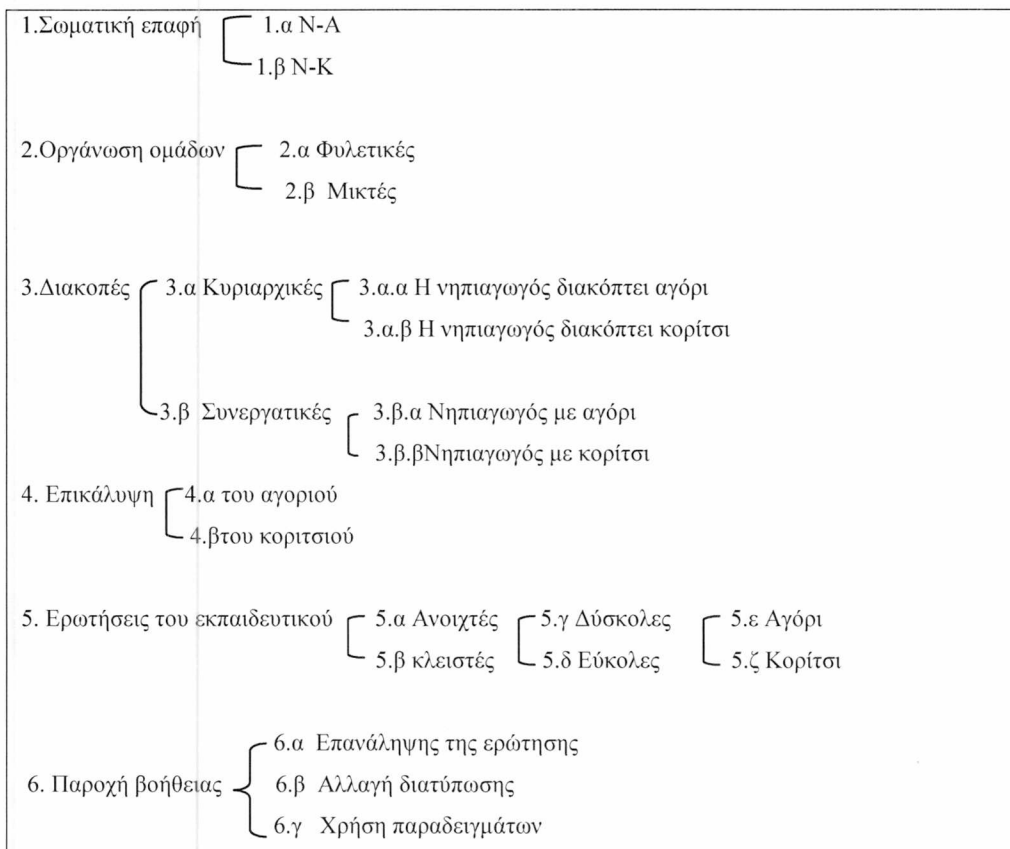 1.Σωματική επαφή 1.α Ν-Α
1.β Ν-Κ
2.Οργάνωση ομάδων 2.α Φυλετικές
2.β Μικτές
3.Διακοπές 3.α Κυριαρχικές 3.α.α Η νηπιαγωγός διακόπτει αγόρι
3.α.β Η νηπιαγωγός διακόπτει κορίτσι
3.β Συνεργατικές 3.β.α Νηπιαγωγός με αγόρι
3.β.βΝηπιαγωγός με κορίτσι
4. Επικάλυψη 4.α του αγοριού
4.βτου κοριτσιού
5. Ερωτήσεις του εκπαιδευτικού 5.α Ανοιχτές 5.γ Δύσκολες 5.ε Αγόρι
5.β κλειστές 5.δ Εύκολες 5.ζ Κορίτσι
6.α Επανάληψης της ερώτησης
6. Παροχή βοήθειας 6.β Αλλαγή διατύπωσης
6.γ Χρήση παραδειγμάτων